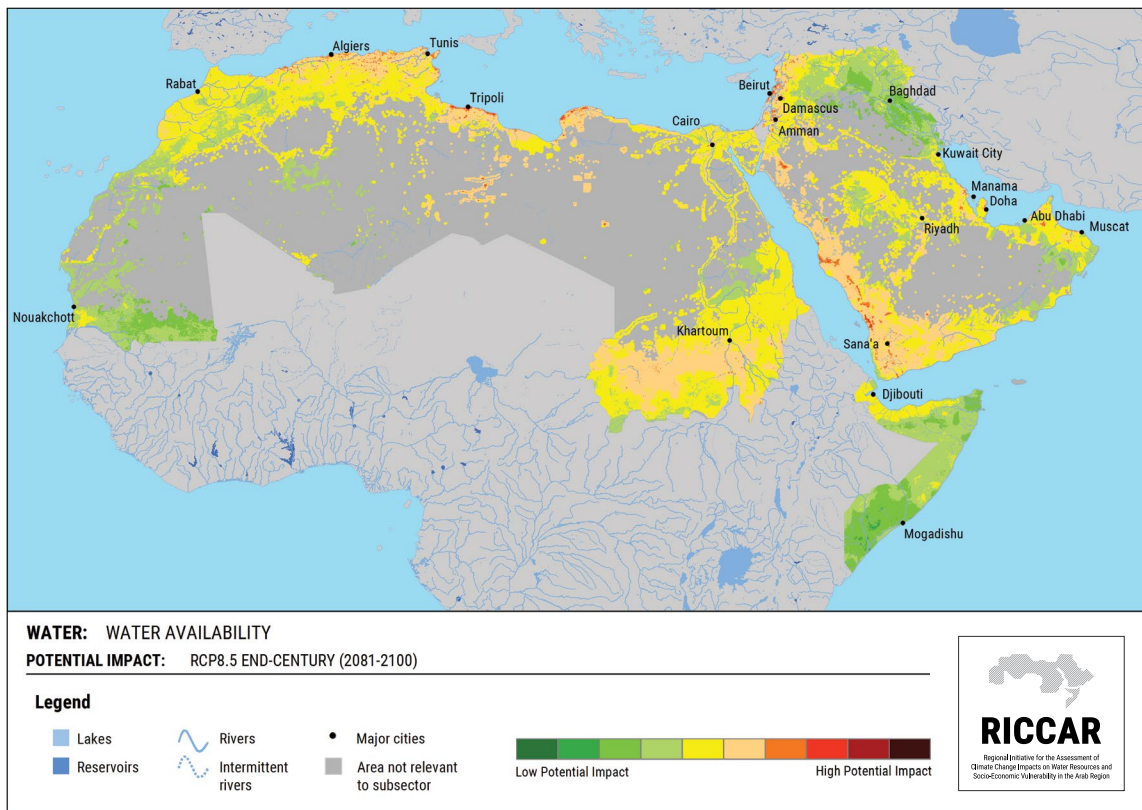 Algiers
Tunis
Rabat
Tripoli
Beirut
Damascus
Baghdad
Cairo
Amman
Kuwait City
Manama
Doha
Abu Dhabi
Riyadh
Muscat
Nouakchott
Khartoum
Sana'a
Djibouti
Mogadishu
WATER: WATER AVAILABILITY
POTENTIAL IMPACT: RCP8.5 END-CENTURY (2081-2100)
Legend
Lakes
Reservoirs
Rivers
Intermittent
rivers
Major cities
Area not relevant
to subsector
Low Potential Impact
High Potential Impact
RICCAR
Regional Initiative for the Assessment of
Climate Change Impacts on Water Resources and
Socio-Economic Vulnerability in the Arab Region